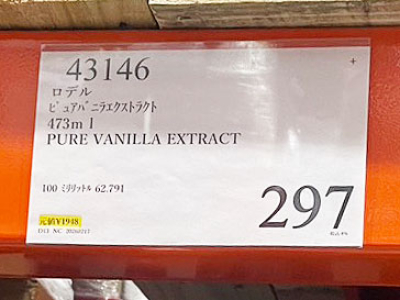 43146
+
ロデル
ピュアバニラエクストラクト
473ml
PURE VANILLA EXTRACT
100 ミリリットル 62.791
297
元値¥1948